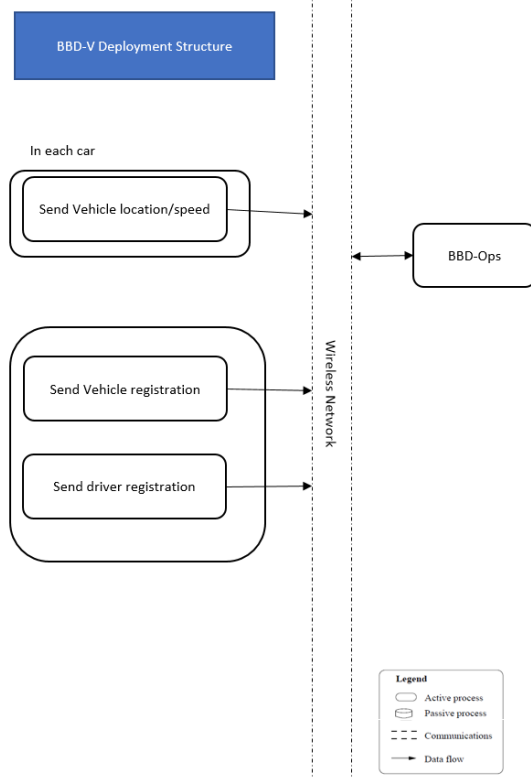 BBD-V Deployment Structure
In each car
Send Vehicle location/speed
BBD-Ops
Wireless Network
Send Vehicle registration
Send driver registration
Legend
Active process
Passive process
Communications
Data flow